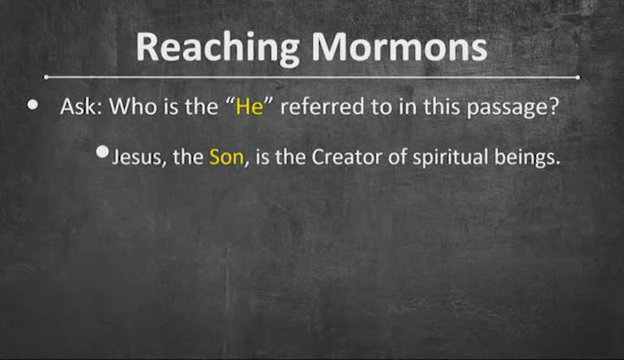 Reaching Mormons
• Ask: Who is the “He” referred to in this passage?
• Jesus, the Son, is the Creator of spiritual beings.